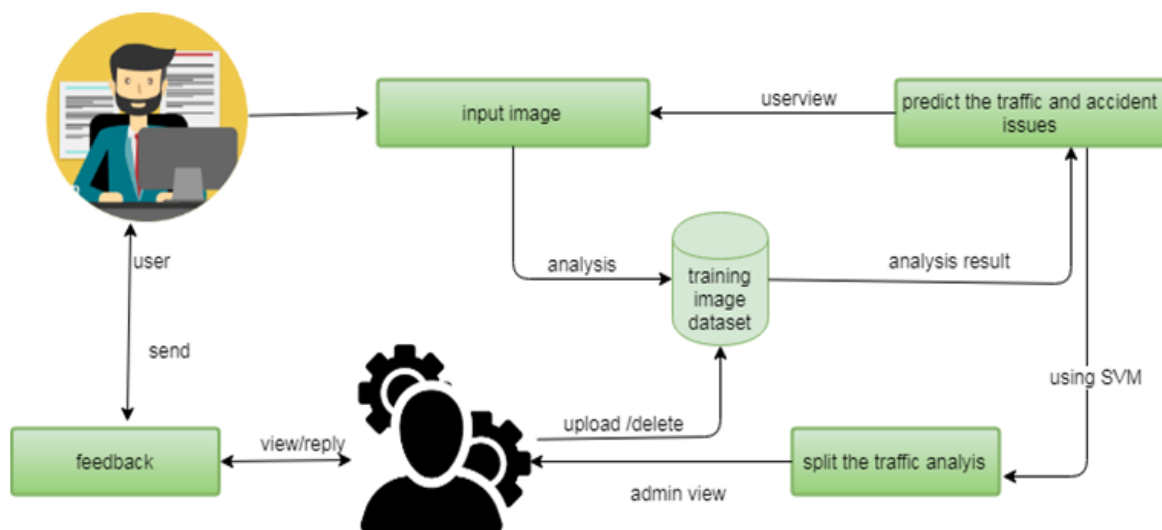 input image
userview
predict the traffic and accident
issues
user
analysis
training
image
dataset
analysis result
send
using SVM
upload /delete
feedback
view/reply
split the traffic analyis
admin view